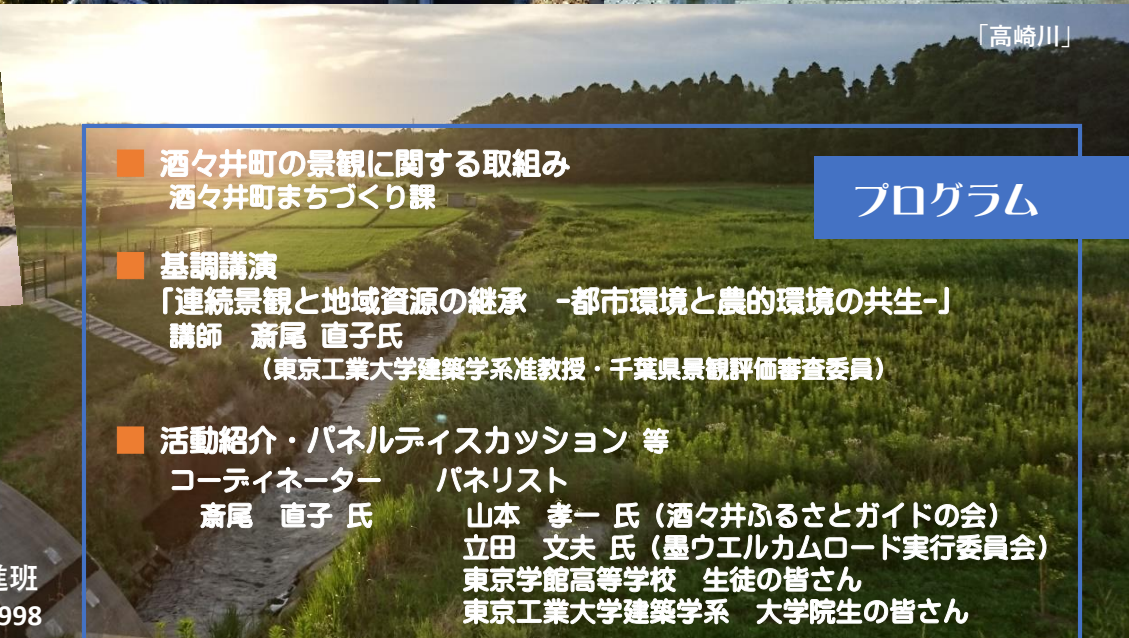 「高崎川」
プログラム
■ 酒々井町の景観に関する取組み
酒々井町まちづくり課
■ 基調講演
「連続景観と地域資源の継承　-都市環境と農的環境の共生-」
講師　斎尾 直子氏
（東京工業大学建築学系准教授・千葉県景観評価審査委員）
■ 活動紹介・パネルディスカッション 等
コーディネーター　　パネリスト
斎尾　直子 氏　　　山本　孝一 氏（酒々井ふるさとガイドの会）
立田　文夫 氏（墨ウエルカムロード実行委員会）
東京学館高等学校　生徒の皆さん
東京工業大学建築学系　大学院生の皆さん
班
998